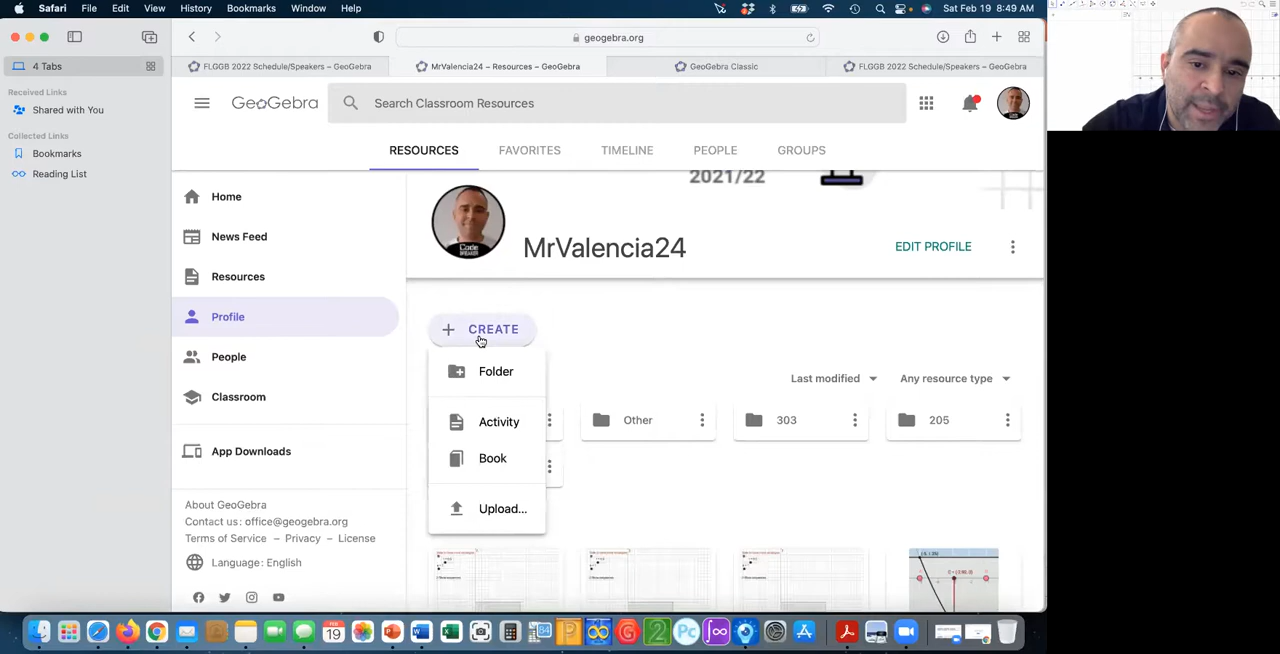 Safari File Edit View History Bookmarks Window Help Sat Feb 19 8:49 AM
geogebra.org
4 Tabs
FLGGB 2022 Schedule/Speakers – GeoGebra MrValencia24 – Resources – GeoGebra GeoGebra Classic FLGGB 2022 Schedule/Speakers – GeoGebra
Received Links
Shared with You
Collected Links
Bookmarks
Reading List
GeoGebra Search Classroom Resources
RESOURCES FAVORITES TIMELINE PEOPLE GROUPS
2021/22
Home
News Feed
Resources
Profile
People
Classroom
App Downloads
About GeoGebra
Contact us: office@geogebra.org
Terms of Service – Privacy – License
Language: English
Code
MrValencia24 EDIT PROFILE
+ CREATE
Folder
Activity
Book
Upload...
Last modified Any resource type
Other 303 205
FEB
19